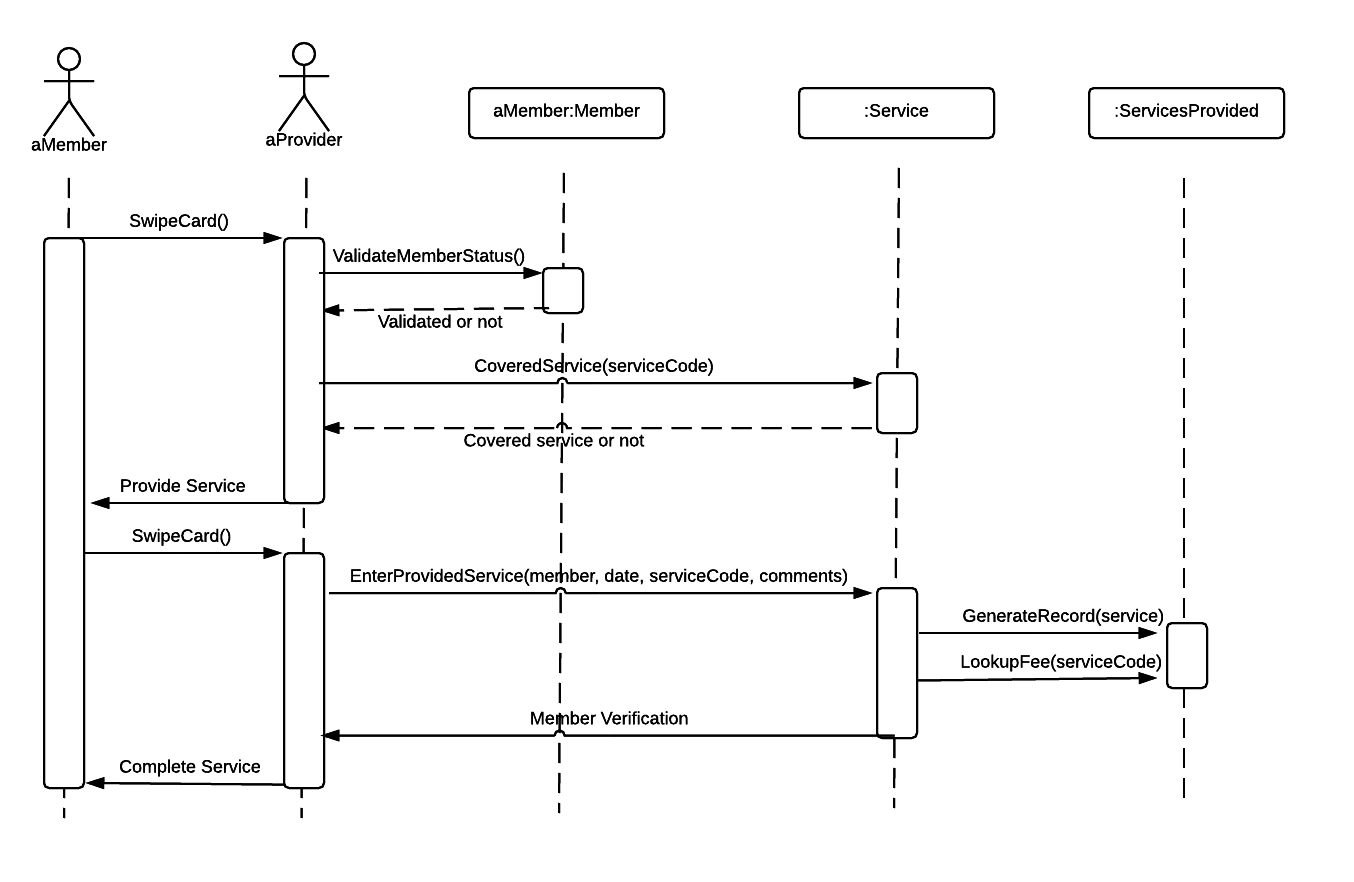 aMember
aProvider
aMember:Member
:Service
:ServicesProvided
SwipeCard()
ValidateMemberStatus()
Validated or not
CoveredService(serviceCode)
Covered service or not
Provide Service
SwipeCard()
EnterProvidedService(member, date, serviceCode, comments)
GenerateRecord(service)
LookupFee(serviceCode)
Member Verification
Complete Service